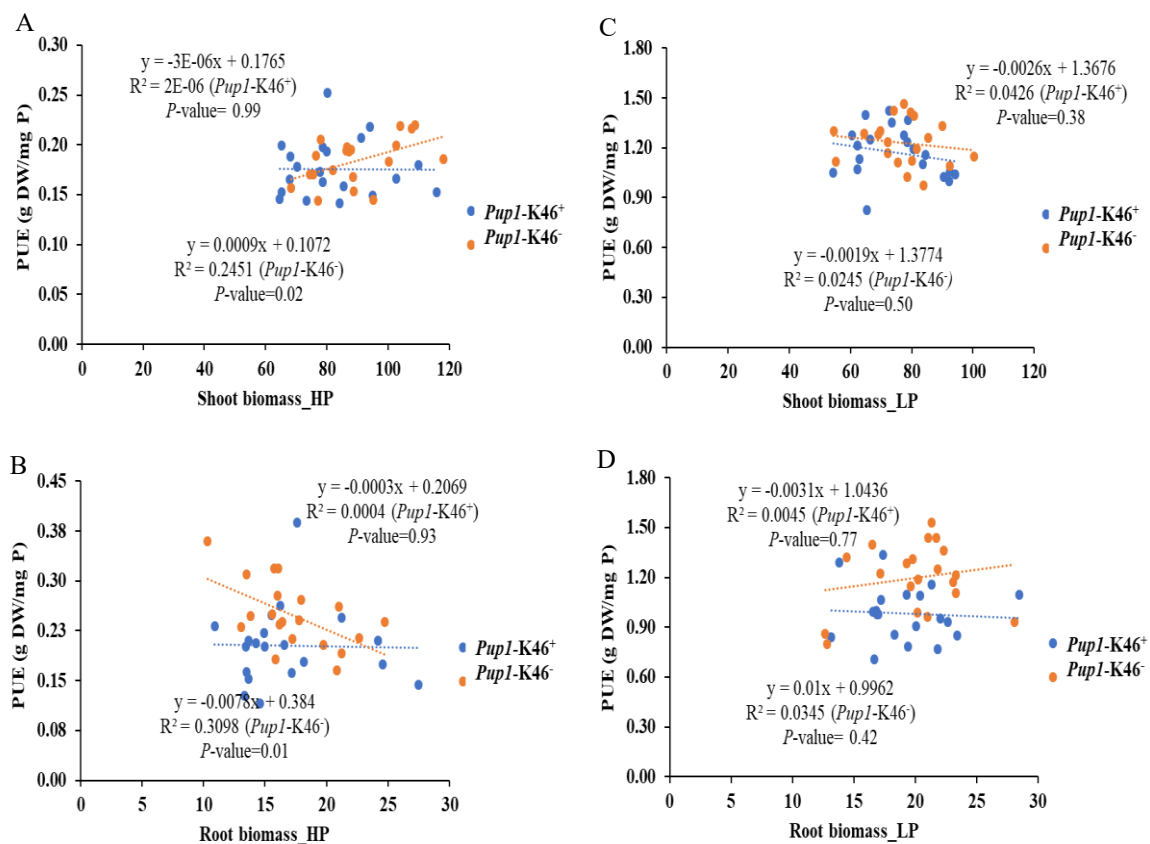 A
PUE (g DW/mg P)
0.30
0.25
0.20
0.15
0.10
0.05
0.00
y = -3E-06x + 0.1765
R² = 2E-06 (Pup1-K46⁺)
P-value= 0.99
y = 0.0009x + 0.1072
R² = 0.2451 (Pup1-K46⁻)
P-value=0.02
Pup1-K46⁺
Pup1-K46⁻
0 20 40 60 80 100 120
Shoot biomass_HP
C
PUE (g DW/mg P)
1.80
1.50
1.20
0.90
0.60
0.30
0.00
y = -0.0026x + 1.3676
R² = 0.0426 (Pup1-K46⁺)
P-value= 0.38
y = -0.0019x + 1.3774
R² = 0.0245 (Pup1-K46⁻)
P-value=0.50
Pup1-K46⁺
Pup1-K46⁻
0 20 40 60 80 100 120
Shoot biomass_LP
B
PUE (g DW/mg P)
0.45
0.38
0.30
0.23
0.15
0.08
0.00
y = -0.0003x + 0.2069
R² = 0.0004 (Pup1-K46⁺)
P-value= 0.93
y = -0.0078x + 0.384
R² = 0.3098 (Pup1-K46⁻)
P-value=0.01
Pup1-K46⁺
Pup1-K46⁻
0 5 10 15 20 25 30
Root biomass_HP
D
PUE (g DW/mg P)
1.80
1.50
1.20
0.90
0.60
0.30
0.00
y = -0.0031x + 1.0436
R² = 0.0045 (Pup1-K46⁺)
P-value= 0.77
y = 0.01x + 0.9962
R² = 0.0345 (Pup1-K46⁻)
P-value= 0.42
Pup1-K46⁺
Pup1-K46⁻
0 5 10 15 20 25 30
Root biomass_LP